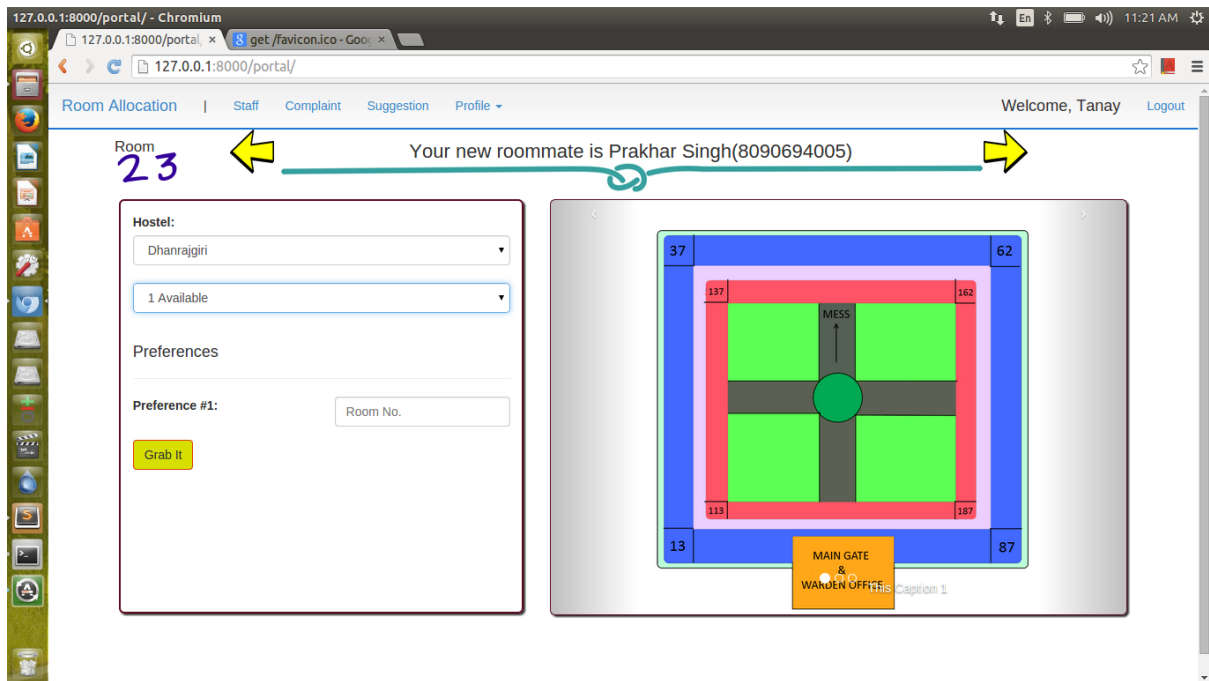 127.0.0.1:8000/portal/ - Chromium
En
11:21 AM
127.0.0.1:8000/portal, ×
8 get /favicon.ico - Goo ×
127.0.0.1:8000/portal/
Room Allocation | Staff Complaint Suggestion Profile
Welcome, Tanay Logout
Room
23
Your new roommate is Prakhar Singh(8090694005)
Hostel:
Dhanrajgiri
1 Available
Preferences
Preference #1:
Room No.
Grab It
37 62
137 162
MESS
113 187
13 87
MAIN GATE
&
WARDEN OFFICE
This Caption 1